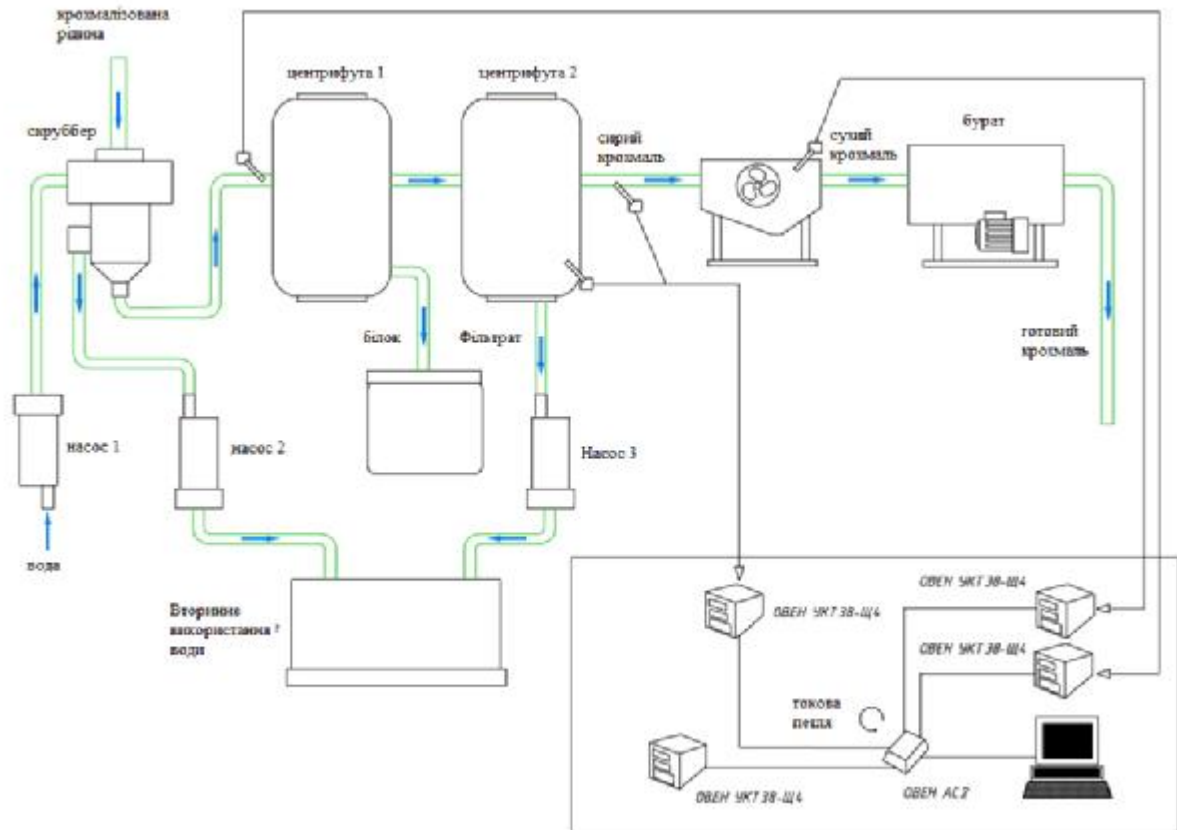 крохмалізована
рідина
скруббер
центрифуга 1
центрифуга 2
сирий
крохмаль
сухий
крохмаль
бурат
білок
Фільтрат
готовий
крохмаль
насос 1
насос 2
Насос 3
вода
Вторинне
використання
води
ОВЕН УКТ38-Щ4
ОВЕН УКТ38-Щ4
ОВЕН УКТ38-Щ4
токова
петля
ОВЕН УКТ38-Щ4
ОВЕН АС2